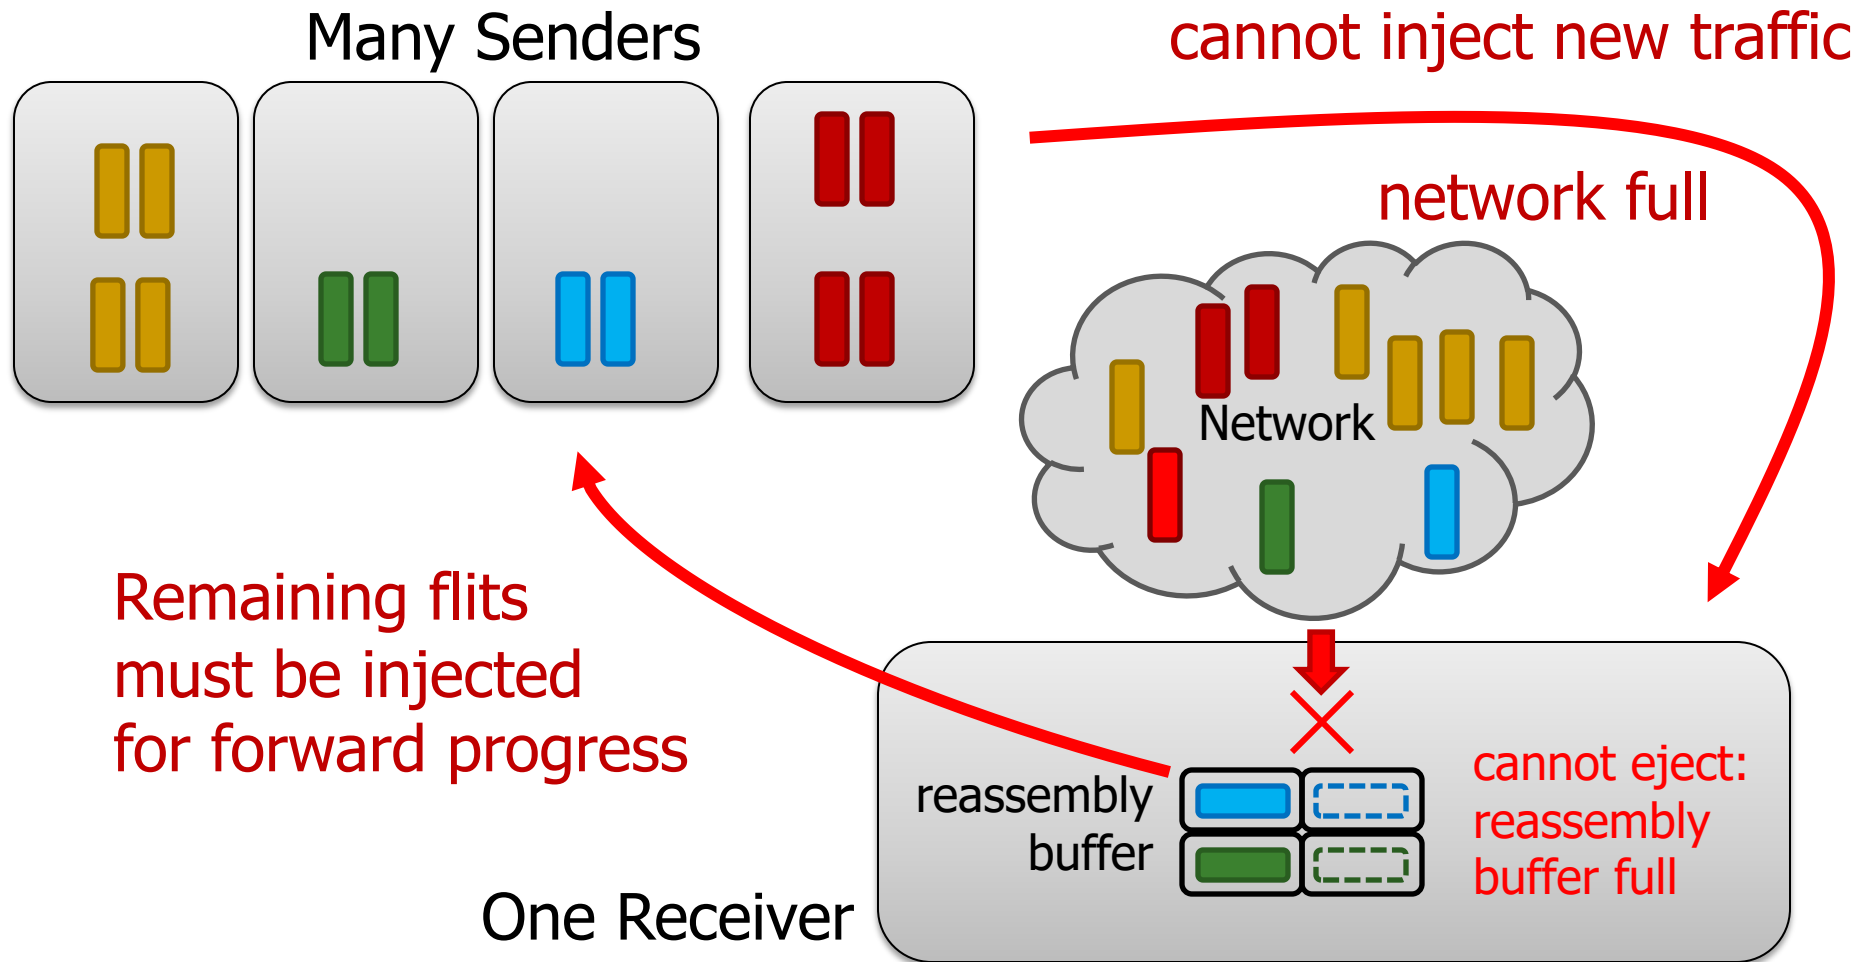 Many Senders
cannot inject new traffic
network full
Network
Remaining flits
must be injected
for forward progress
reassembly
buffer
cannot eject:
reassembly
buffer full
One Receiver